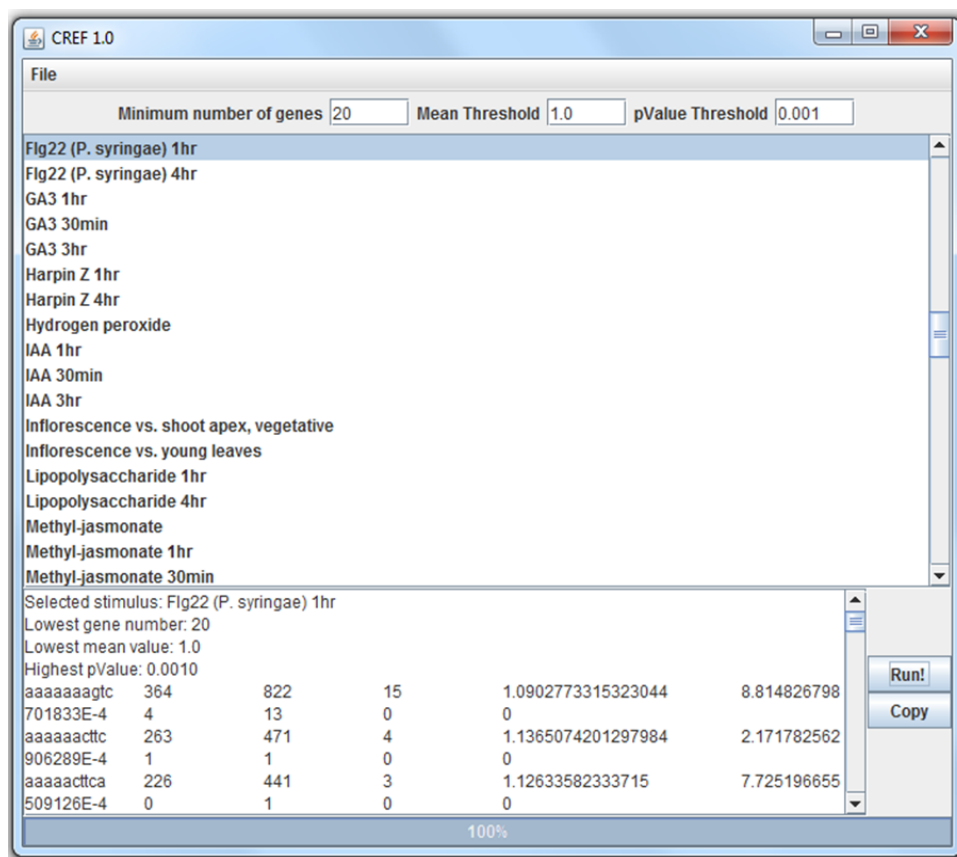 CREF 1.0
File
Minimum number of genes 20 Mean Threshold 1.0 pValue Threshold 0.001
Flg22 (P. syringae) 1hr
Flg22 (P. syringae) 4hr
GA3 1hr
GA3 30min
GA3 3hr
Harpin Z 1hr
Harpin Z 4hr
Hydrogen peroxide
IAA 1hr
IAA 30min
IAA 3hr
Inflorescence vs. shoot apex, vegetative
Inflorescence vs. young leaves
Lipopolysaccharide 1hr
Lipopolysaccharide 4hr
Methyl-jasmonate
Methyl-jasmonate 1hr
Methyl-jasmonate 30min
Selected stimulus: Flg22 (P. syringae) 1hr
Lowest gene number: 20
Lowest mean value: 1.0
Highest pValue: 0.0010
aaaaaaagtc 364 822 15 1.0902773315323044 8.814826798
701833E-4 4 13 0 0
aaaaaacttc 263 471 4 1.1365074201297984 2.171782562
906289E-4 1 1 0 0
aaaaacttca 226 441 3 1.12633582333715 7.725196655
509126E-4 0 1 0 0
Run!
Copy
100%